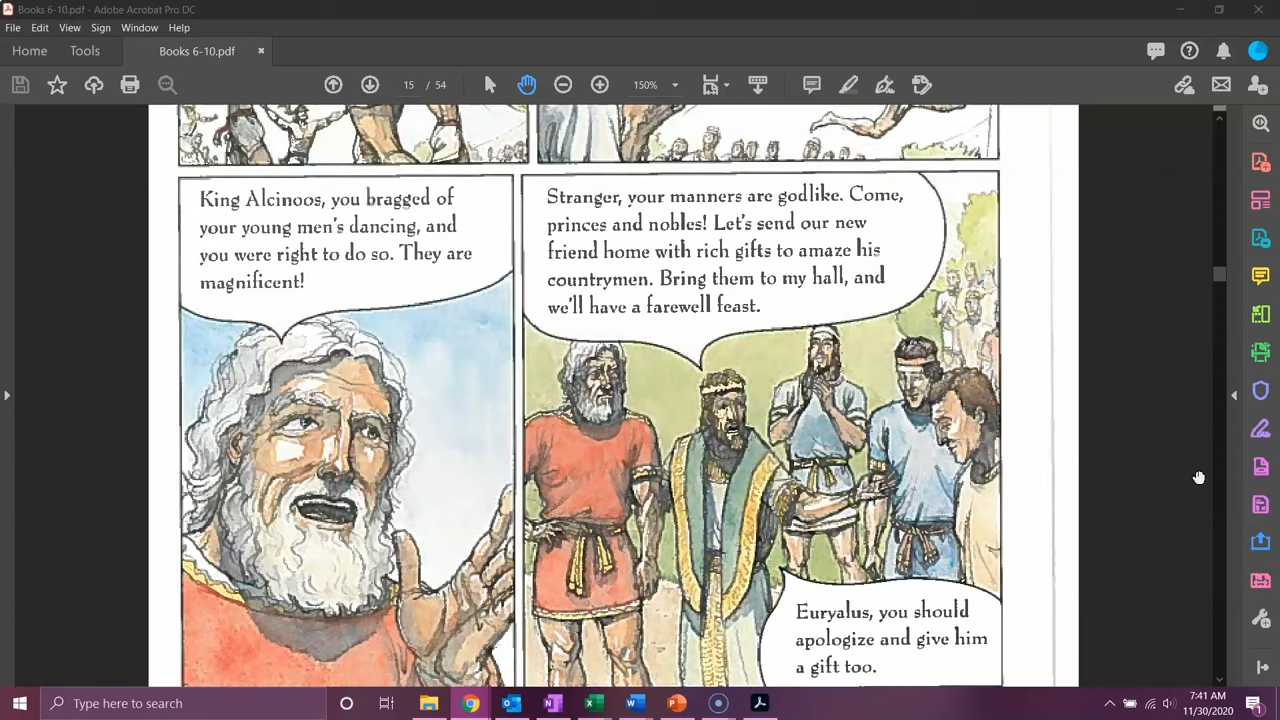 Books 6-10.pdf - Adobe Acrobat Pro DC
File Edit View Sign Window Help
Home Tools Books 6-10.pdf
15 / 54 150%
King Alcinoos, you bragged of
your young men's dancing, and
you were right to do so. They are
magnificent!
Stranger, your manners are godlike. Come,
princes and nobles! Let's send our new
friend home with rich gifts to amaze his
countrymen. Bring them to my hall, and
we'll have a farewell feast.
Euryalus, you should
apologize and give him
a gift too.
Type here to search
7:41 AM
11/30/2020
1